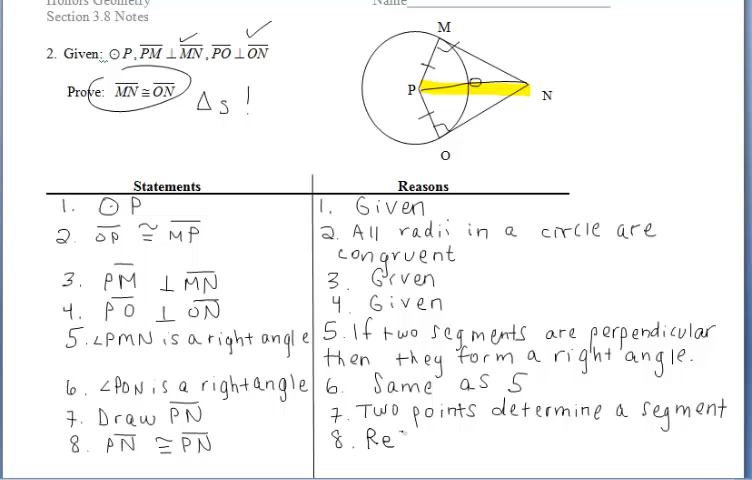 Honors Geometry
Name
Section 3.8 Notes
2. Given: ⊙P, PM ⊥ MN, PO ⊥ ON
Prove: MN ≅ ON
Δs !
M
P
N
O
Statements Reasons
1. ⊙ P 1. Given
2. OP ≅ MP 2. All radii in a circle are
congruent
3. PM ⊥ MN 3. Given
4. PO ⊥ ON 4. Given
5. ∠PMN is a right angle 5. If two segments are perpendicular
then they form a right angle.
6. ∠PON is a right angle 6. Same as 5
7. Draw PN 7. Two points determine a segment
8. PN ≅ PN 8. Re